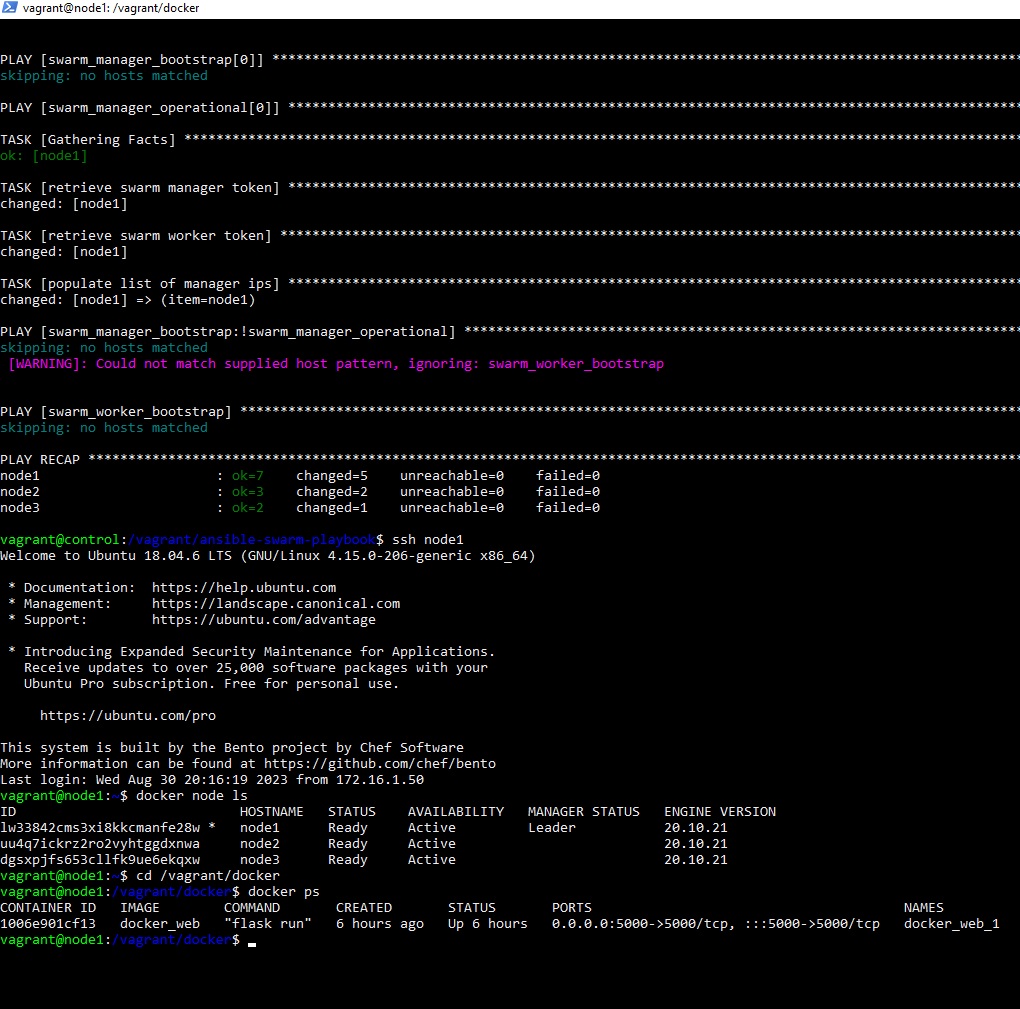 vagrant@node1: /vagrant/docker
PLAY [swarm_manager_bootstrap[0]] ********************************************************************************************
skipping: no hosts matched
PLAY [swarm_manager_operational[0]] ********************************************************************************************
TASK [Gathering Facts] ********************************************************************************************************
ok: [node1]
TASK [retrieve swarm manager token] ********************************************************************************************
changed: [node1]
TASK [retrieve swarm worker token] *********************************************************************************************
changed: [node1]
TASK [populate list of manager ips] ********************************************************************************************
changed: [node1] => (item=node1)
PLAY [swarm_manager_bootstrap:!swarm_manager_operational] **********************************************************************
skipping: no hosts matched
[WARNING]: Could not match supplied host pattern, ignoring: swarm_worker_bootstrap
PLAY [swarm_worker_bootstrap] **************************************************************************************************
skipping: no hosts matched
PLAY RECAP *********************************************************************************************************************
node1 : ok=7 changed=5 unreachable=0 failed=0
node2 : ok=3 changed=2 unreachable=0 failed=0
node3 : ok=2 changed=1 unreachable=0 failed=0
vagrant@control:/vagrant/ansible-swarm-playbook$ ssh node1
Welcome to Ubuntu 18.04.6 LTS (GNU/Linux 4.15.0-206-generic x86_64)
* Documentation: https://help.ubuntu.com
* Management: https://landscape.canonical.com
* Support: https://ubuntu.com/advantage
* Introducing Expanded Security Maintenance for Applications.
Receive updates to over 25,000 software packages with your
Ubuntu Pro subscription. Free for personal use.
https://ubuntu.com/pro
This system is built by the Bento project by Chef Software
More information can be found at https://github.com/chef/bento
Last login: Wed Aug 30 20:16:19 2023 from 172.16.1.50
vagrant@node1:~$ docker node ls
ID HOSTNAME STATUS AVAILABILITY MANAGER STATUS ENGINE VERSION
lw33842cms3xi8kkcmanfe28w * node1 Ready Active Leader 20.10.21
uu4q7ickrz2ro2vyhtggdxnwa node2 Ready Active 20.10.21
dgsxpjfs653cllfk9ue6ekqxw node3 Ready Active 20.10.21
vagrant@node1:~$ cd /vagrant/docker
vagrant@node1:/vagrant/docker$ docker ps
CONTAINER ID IMAGE COMMAND CREATED STATUS PORTS NAMES
1006e901cf13 docker_web "flask run" 6 hours ago Up 6 hours 0.0.0.0:5000->5000/tcp, :::5000->5000/tcp docker_web_1
vagrant@node1:/vagrant/docker$